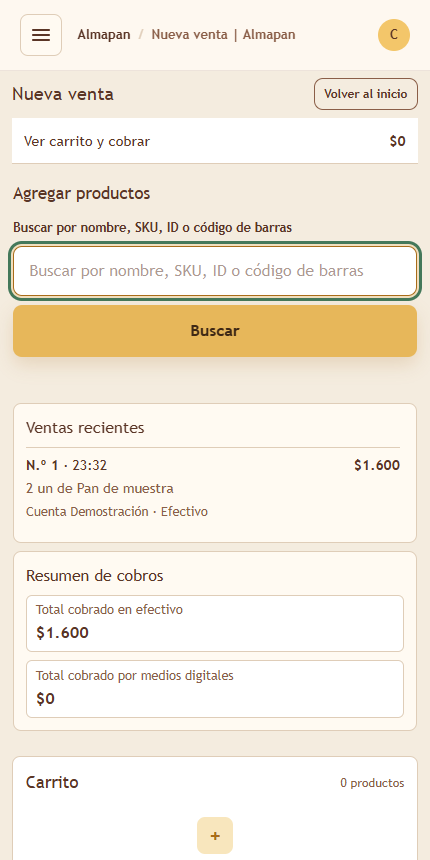 Almapan / Nueva venta | Almapan
C
Nueva venta
Volver al inicio
Ver carrito y cobrar $0
Agregar productos
Buscar por nombre, SKU, ID o código de barras
Buscar por nombre, SKU, ID o código de barras
Buscar
Ventas recientes
N.º 1 · 23:32 $1.600
2 un de Pan de muestra
Cuenta Demostración · Efectivo
Resumen de cobros
Total cobrado en efectivo
$1.600
Total cobrado por medios digitales
$0
Carrito 0 productos
+